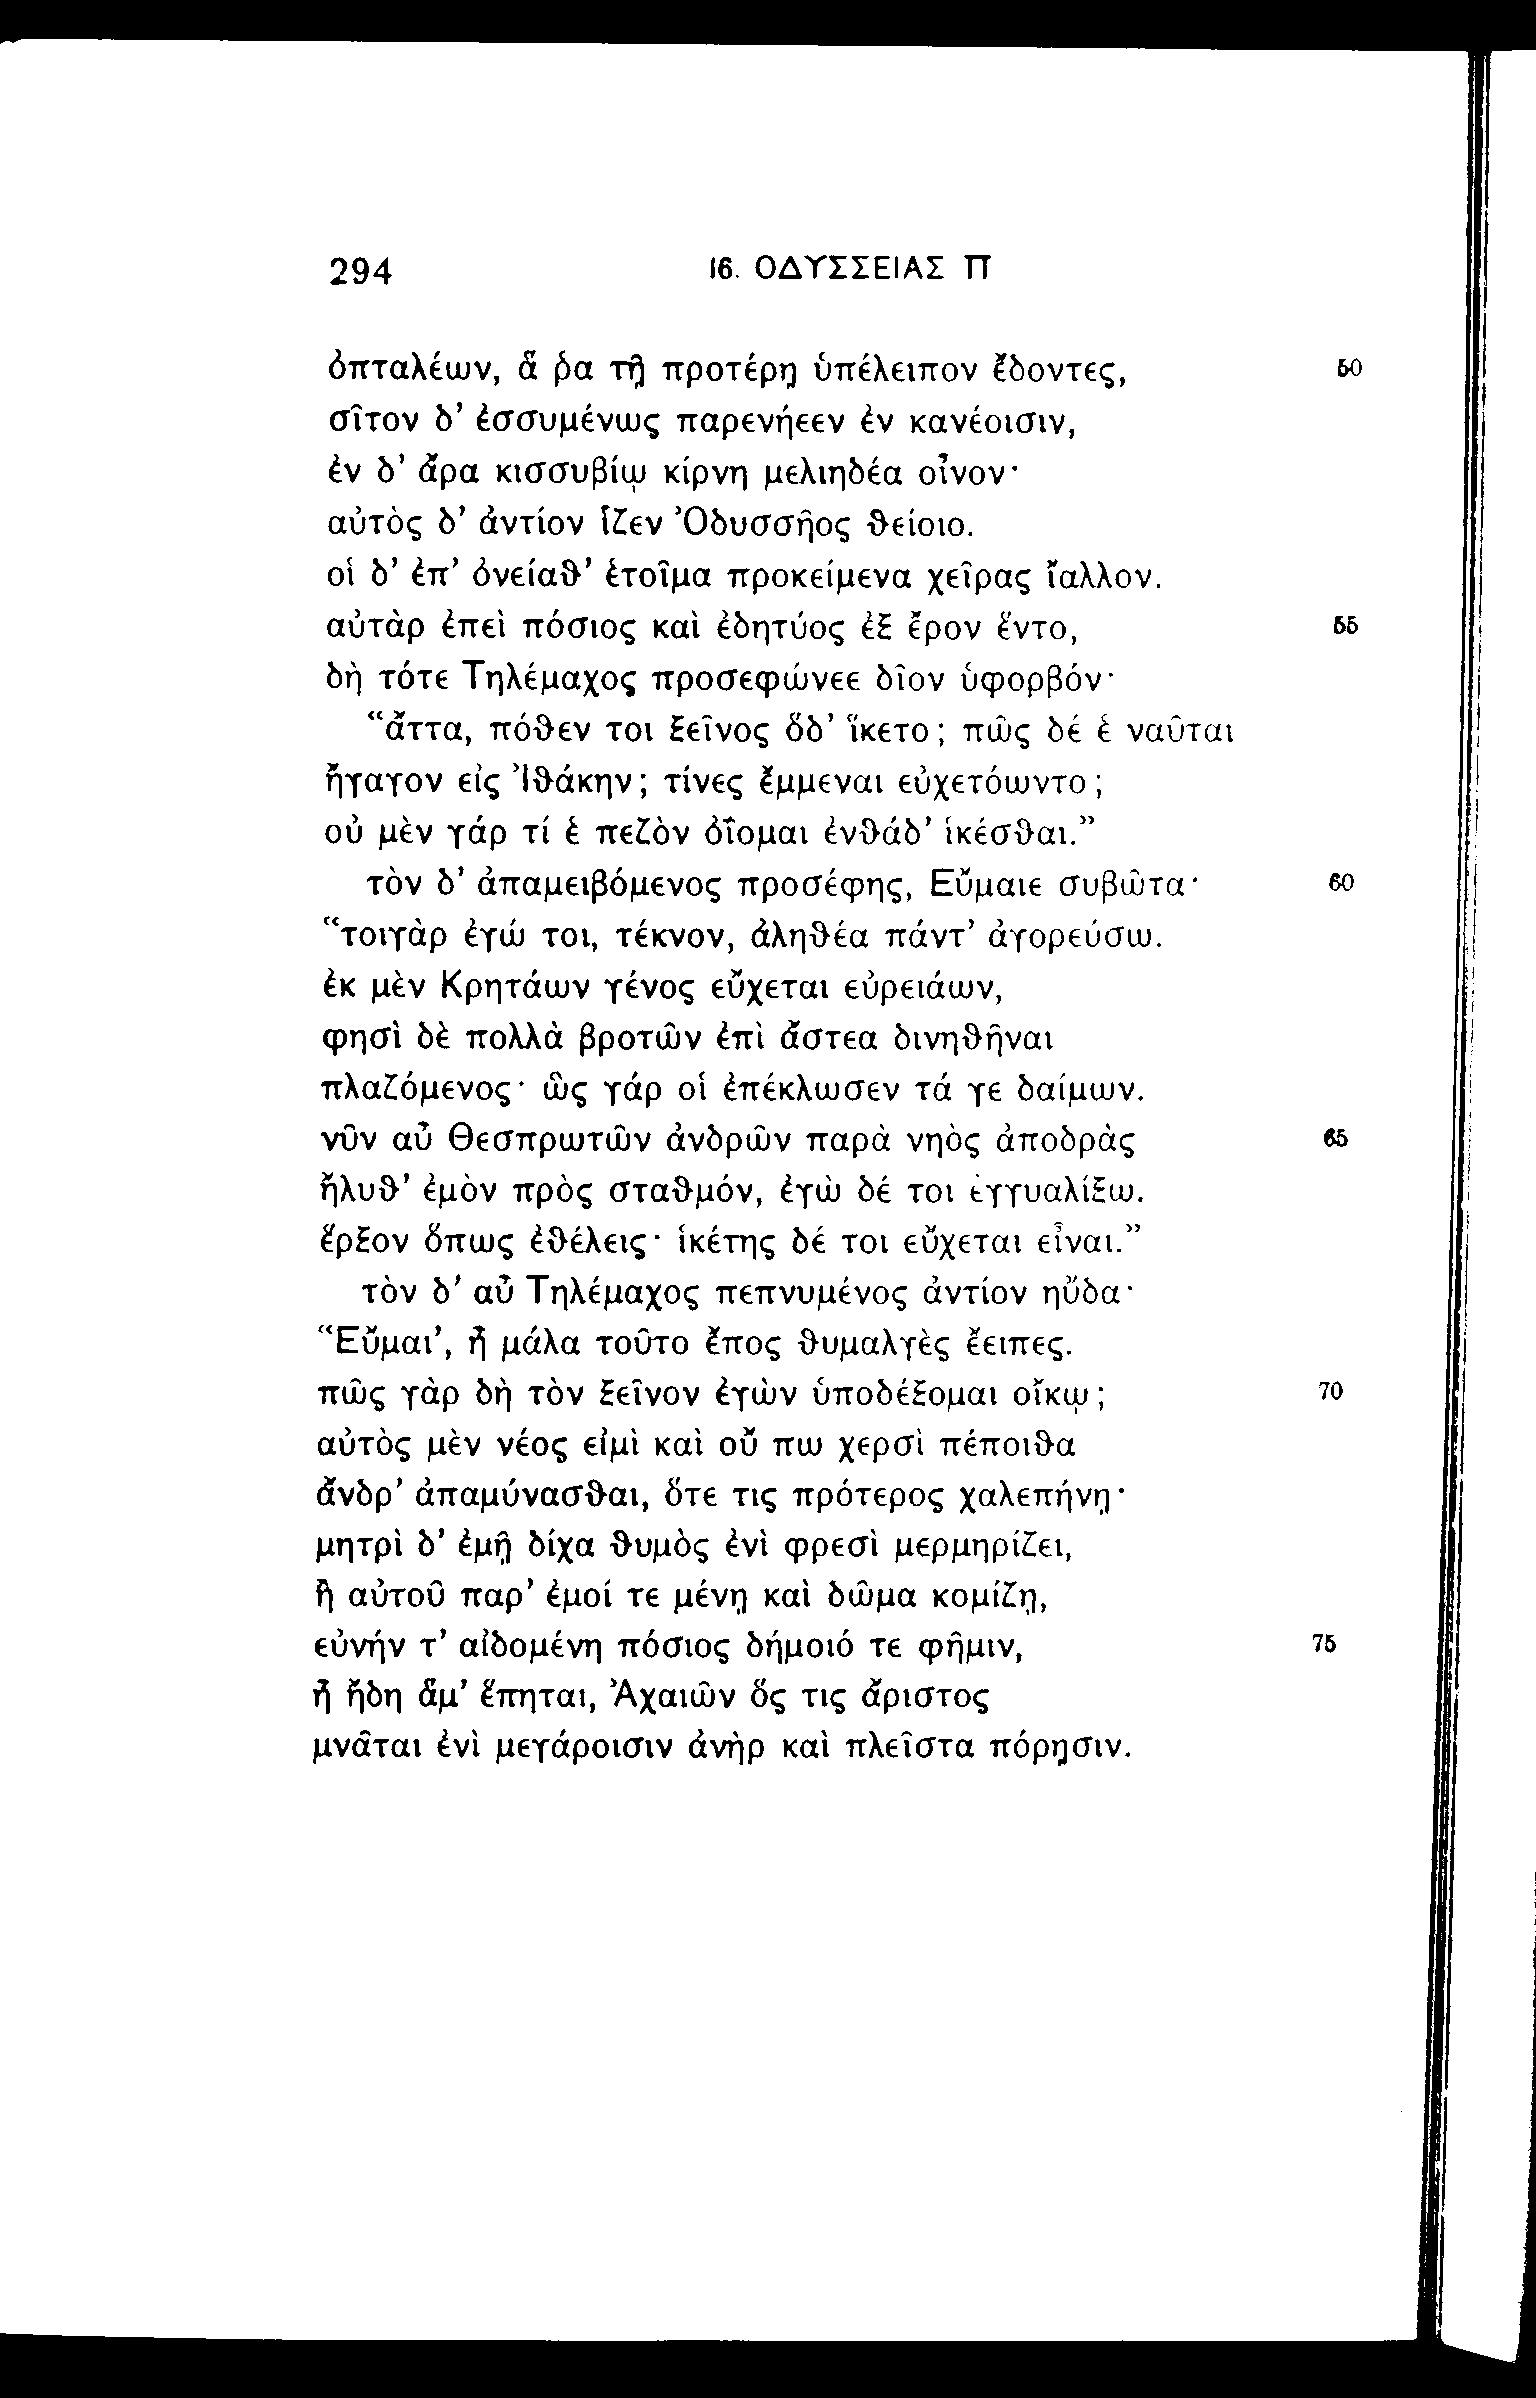 294 16. ΟΔΥΣΣΕΙΑΣ Π
ὀπταλέων, ἅ ῥα τῇ προτέρῃ ὑπέλειπον ἔδοντες, 50
σῖτον δ’ ἐσσυμένως παρενήεεν ἐν κανέοισιν,
ἐν δ’ ἄρα κισσυβίῳ κίρνη μελιηδέα οἶνον·
αὐτὸς δ’ ἀντίον ἷζεν Ὀδυσσῆος θείοιο.
οἱ δ’ ἐπ’ ὀνείαθ’ ἑτοῖμα προκείμενα χεῖρας ἴαλλον.
αὐτὰρ ἐπεὶ πόσιος καὶ ἐδητύος ἐξ ἔρον ἕντο, 55
δὴ τότε Τηλέμαχος προσεφώνεε δῖον ὑφορβόν·
“ἄττα, πόθεν τοι ξεῖνος ὅδ’ ἵκετο; πῶς δέ ἑ ναῦται
ἤγαγον εἰς Ἰθάκην; τίνες ἔμμεναι εὐχετόωντο;
οὐ μὲν γάρ τί ἑ πεζὸν ὀΐομαι ἐνθάδ’ ἱκέσθαι.”
τὸν δ’ ἀπαμειβόμενος προσέφης, Εὔμαιε συβῶτα· 60
“τοιγὰρ ἐγώ τοι, τέκνον, ἀληθέα πάντ’ ἀγορεύσω.
ἐκ μὲν Κρητάων γένος εὔχεται εὐρειάων,
φησὶ δὲ πολλὰ βροτῶν ἐπὶ ἄστεα δινηθῆναι
πλαζόμενος· ὣς γάρ οἱ ἐπέκλωσεν τά γε δαίμων.
νῦν αὖ Θεσπρωτῶν ἀνδρῶν παρὰ νηὸς ἀποδρὰς 65
ἤλυθ’ ἐμὸν πρὸς σταθμόν, ἐγὼ δέ τοι ἐγγυαλίξω.
ἕρξον ὅπως ἐθέλεις· ἱκέτης δέ τοι εὔχεται εἶναι.”
τὸν δ’ αὖ Τηλέμαχος πεπνυμένος ἀντίον ηὔδα·
“Εὔμαι’, ἦ μάλα τοῦτο ἔπος θυμαλγὲς ἔειπες.
πῶς γὰρ δὴ τὸν ξεῖνον ἐγὼν ὑποδέξομαι οἴκῳ; 70
αὐτὸς μὲν νέος εἰμὶ καὶ οὔ πω χερσὶ πέποιθα
ἄνδρ’ ἀπαμύνασθαι, ὅτε τις πρότερος χαλεπήνῃ·
μητρὶ δ’ ἐμῇ δίχα θυμὸς ἐνὶ φρεσὶ μερμηρίζει,
ἢ αὐτοῦ παρ’ ἐμοί τε μένῃ καὶ δῶμα κομίζῃ,
εὐνήν τ’ αἰδομένη πόσιος δήμοιό τε φῆμιν, 75
ἦ ἤδη ἅμ’ ἕπηται, Ἀχαιῶν ὅς τις ἄριστος
μνᾶται ἐνὶ μεγάροισιν ἀνὴρ καὶ πλεῖστα πόρῃσιν.